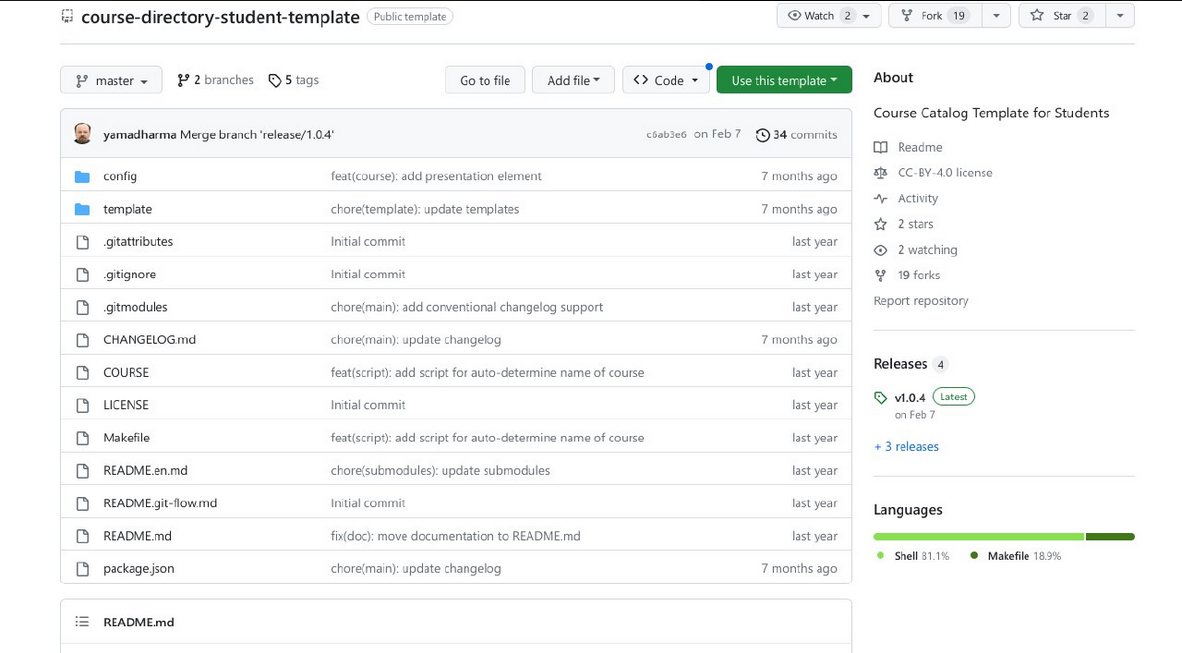 course-directory-student-template Public template Watch 2 Fork 19 Star 2
master 2 branches 5 tags Go to file Add file Code Use this template
yamadharma Merge branch 'release/1.0.4' c6ab3e6 on Feb 7 34 commits
config feat(course): add presentation element 7 months ago
template chore(template): update templates 7 months ago
.gitattributes Initial commit last year
.gitignore Initial commit last year
.gitmodules chore(main): add conventional changelog support last year
CHANGELOG.md chore(main): update changelog 7 months ago
COURSE feat(script): add script for auto-determine name of course last year
LICENSE Initial commit last year
Makefile feat(script): add script for auto-determine name of course last year
README.en.md chore(submodules): update submodules last year
README.git-flow.md Initial commit last year
README.md fix(doc): move documentation to README.md last year
package.json chore(main): update changelog 7 months ago
README.md
About
Course Catalog Template for Students
Readme
CC-BY-4.0 license
Activity
2 stars
2 watching
19 forks
Report repository
Releases 4
v1.0.4 Latest
on Feb 7
+ 3 releases
Languages
Shell 81.1% Makefile 18.9%